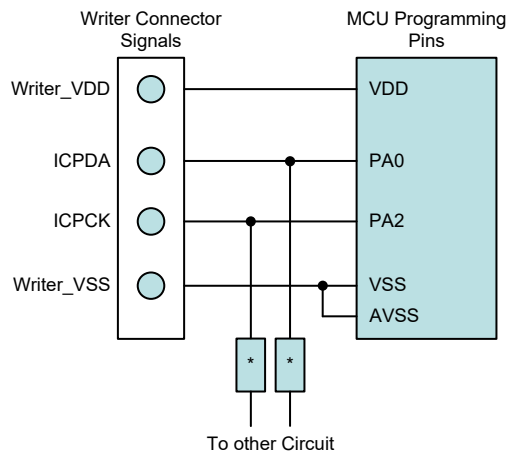 Writer Connector
Signals
MCU Programming
Pins
Writer_VDD
VDD
ICPDA
PA0
ICPCK
PA2
Writer_VSS
VSS
AVSS
*
*
To other Circuit